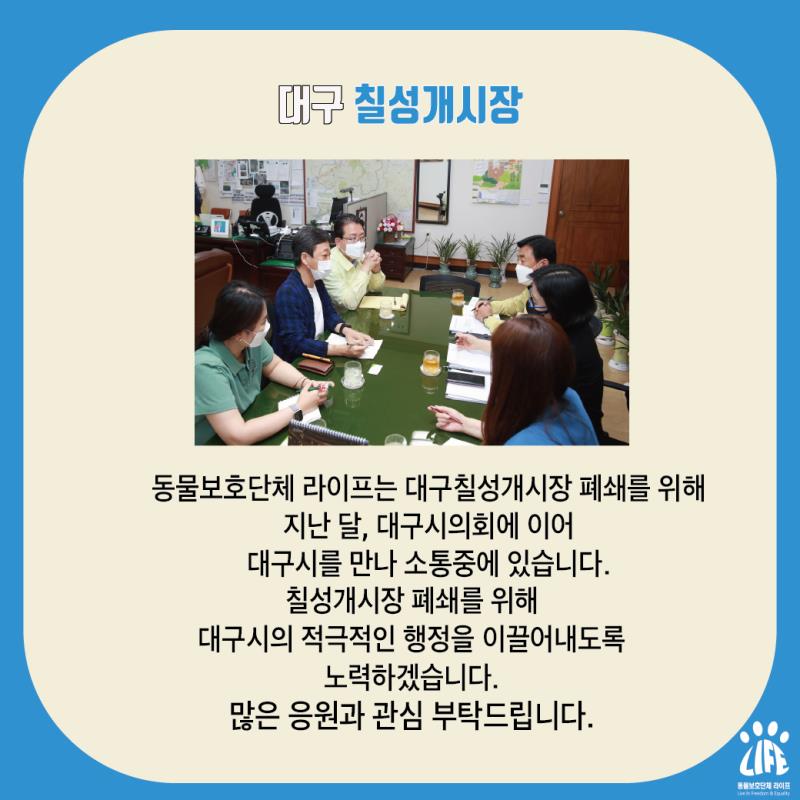 대구 칠성개시장
동물보호단체 라이프는 대구칠성개시장 폐쇄를 위해
지난 달, 대구시의회에 이어
대구시를 만나 소통중에 있습니다.
칠성개시장 폐쇄를 위해
대구시의 적극적인 행정을 이끌어내도록
노력하겠습니다.
많은 응원과 관심 부탁드립니다.
LIFE
동물보호단체 라이프
Live In Freedom & Equality